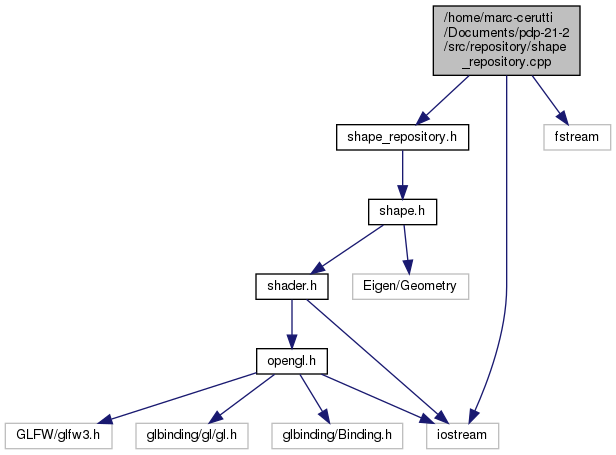 /home/marc-cerutti
/Documents/pdp-21-2
/src/repository/shape
_repository.cpp
shape_repository.h
fstream
shape.h
shader.h
Eigen/Geometry
opengl.h
GLFW/glfw3.h
glbinding/gl/gl.h
glbinding/Binding.h
iostream